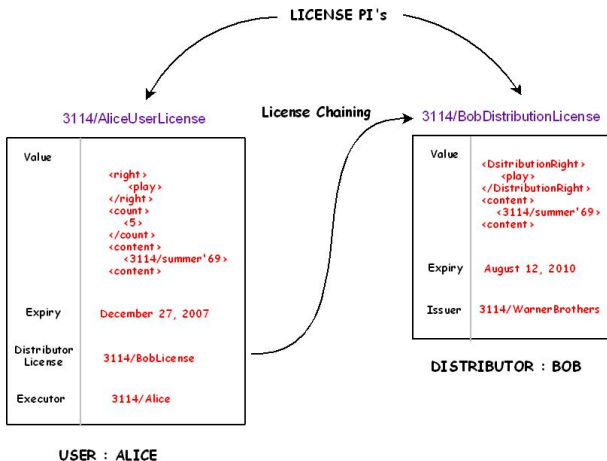 LICENSE PI's
3114/AliceUserLicense
License Chaining
3114/BobDistributionLicense
Value
<right>
<play>
</right>
<count>
<5>
</count>
<content>
<3114/summer'69>
<content>
Expiry
December 27, 2007
Distributor
License
3114/BobLicense
Executor
3114/Alice
USER : ALICE
Value
<DsitributionRight>
<play>
</DistributionRight>
<content>
<3114/summer'69>
<content>
Expiry
August 12, 2010
Issuer
3114/WarnerBrothers
DISTRIBUTOR : BOB